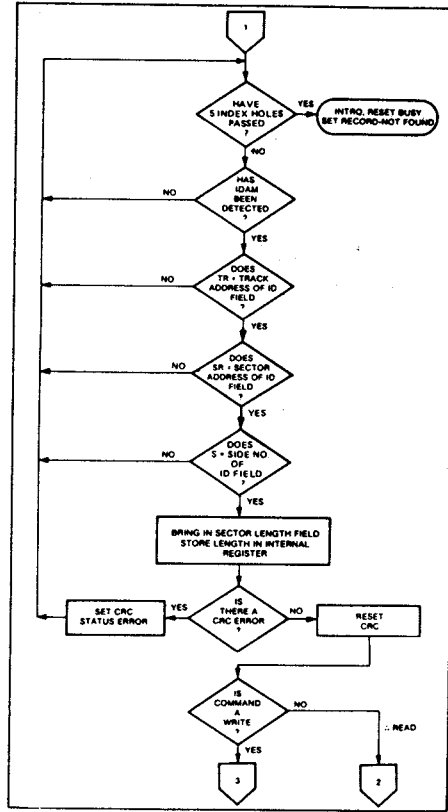 1
HAVE
5 INDEX HOLES
PASSED
?
YES
INTRQ, RESET BUSY
SET RECORD-NOT FOUND
NO
HAS
IDAM
BEEN
DETECTED
?
NO
YES
DOES
TR = TRACK
ADDRESS OF ID
FIELD
?
NO
YES
DOES
SR = SECTOR
ADDRESS OF ID
FIELD
?
NO
YES
DOES
S = SIDE NO.
OF
ID FIELD
?
NO
YES
BRING IN SECTOR LENGTH FIELD
STORE LENGTH IN INTERNAL
REGISTER
IS
THERE A
CRC ERROR
?
YES
SET CRC
STATUS ERROR
NO
RESET
CRC
IS
COMMAND
A
WRITE
?
NO
∴ READ
YES
3
2